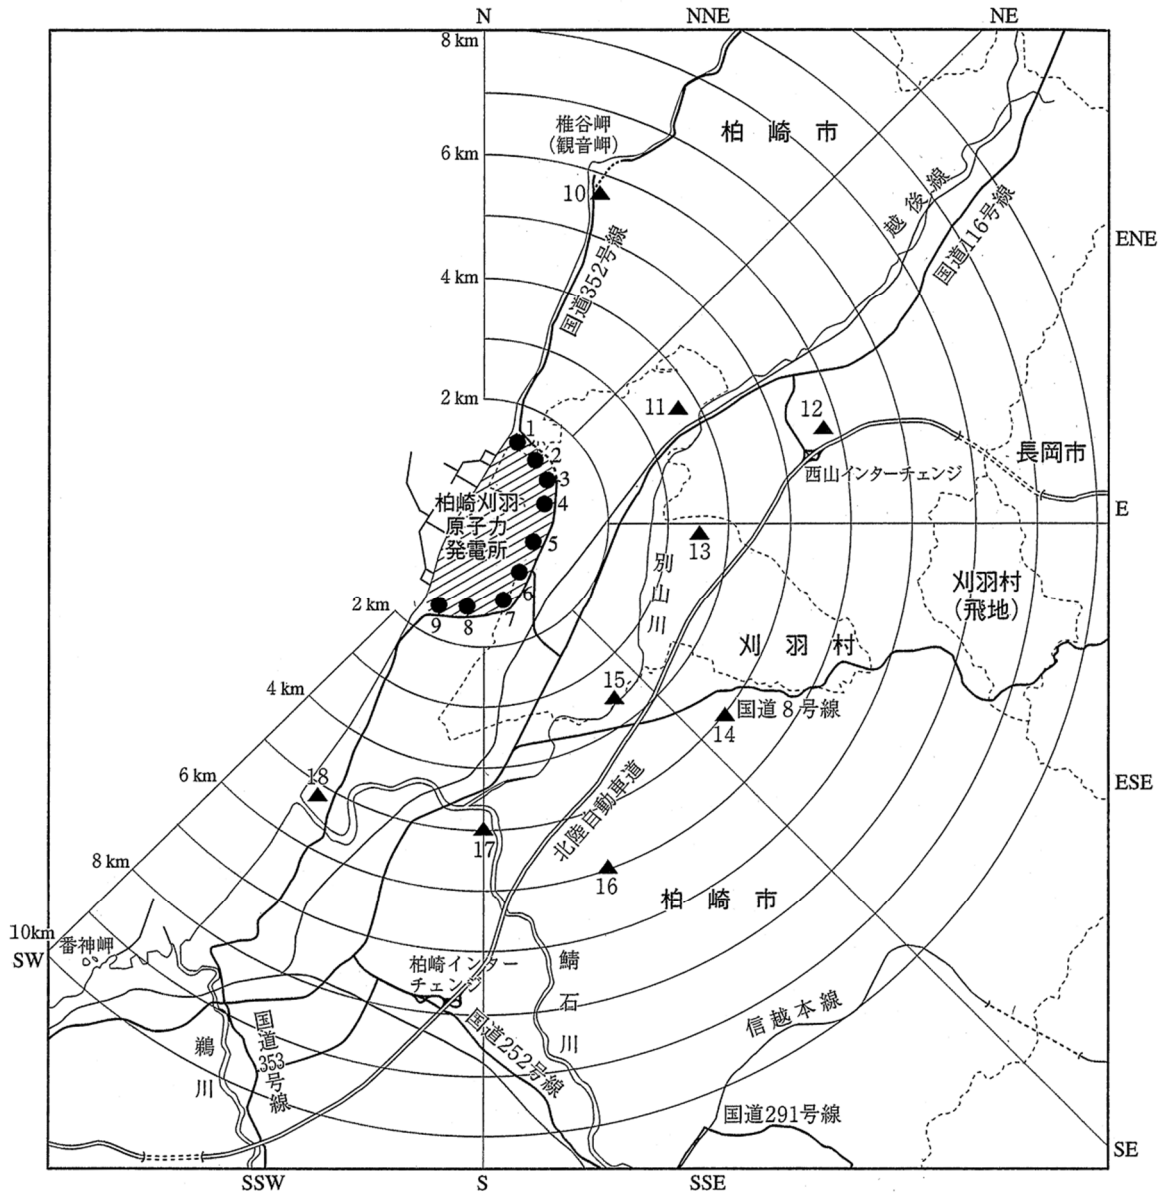 N
NNE
NE
8 km
椎谷岬
(観音岬)
柏崎市
6 km
10
越後線
国道116号線
ENE
国道352号線
4 km
2 km
11
12
1
2
3
4
5
6
7
8
9
長岡市
西山インターチェンジ
柏崎刈羽
原子力
発電所
E
13
別山川
刈羽村
(飛地)
2 km
刈羽村
15
4 km
国道8号線
14
6 km
18
ESE
北陸自動車道
17
16
8 km
柏崎市
10km
番神岬
SW
柏崎インター
チェンジ
鯖石川
信越本線
国道252号線
国道353号線
鵜川
国道291号線
SE
SSW
S
SSE